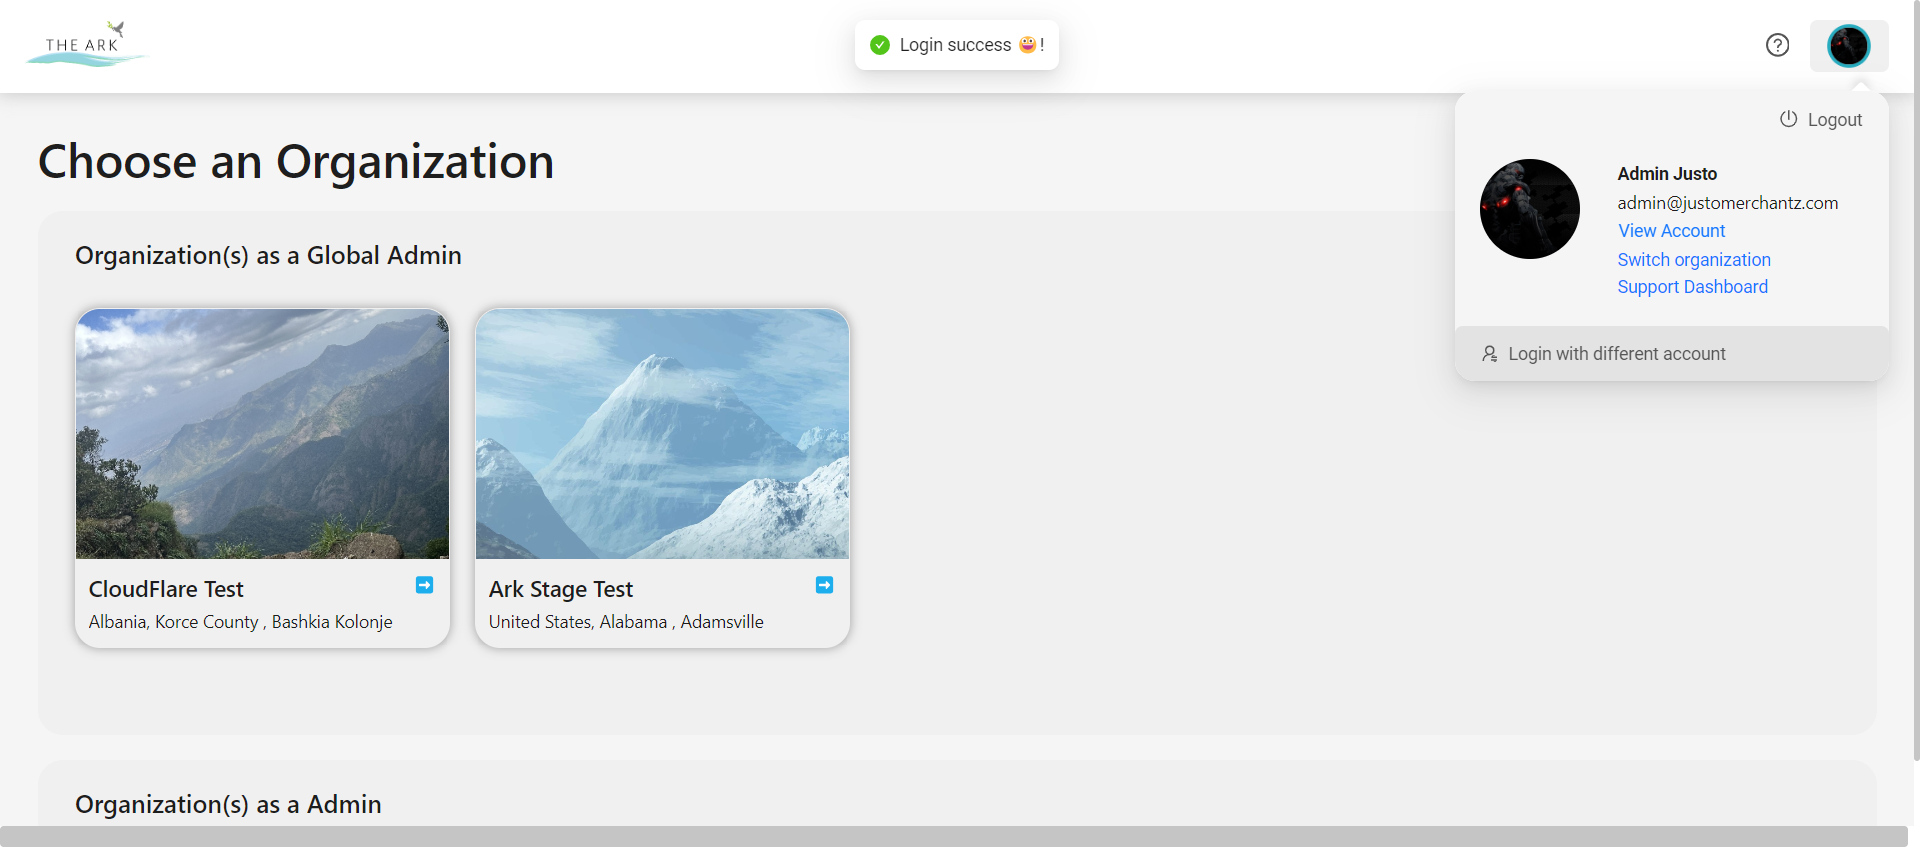 THE ARK
Login success 😀!
Logout
Choose an Organization
Admin Justo
admin@justomerchantz.com
View Account
Switch organization
Support Dashboard
Login with different account
Organization(s) as a Global Admin
CloudFlare Test
Albania, Korce County , Bashkia Kolonje
Ark Stage Test
United States, Alabama , Adamsville
Organization(s) as a Admin